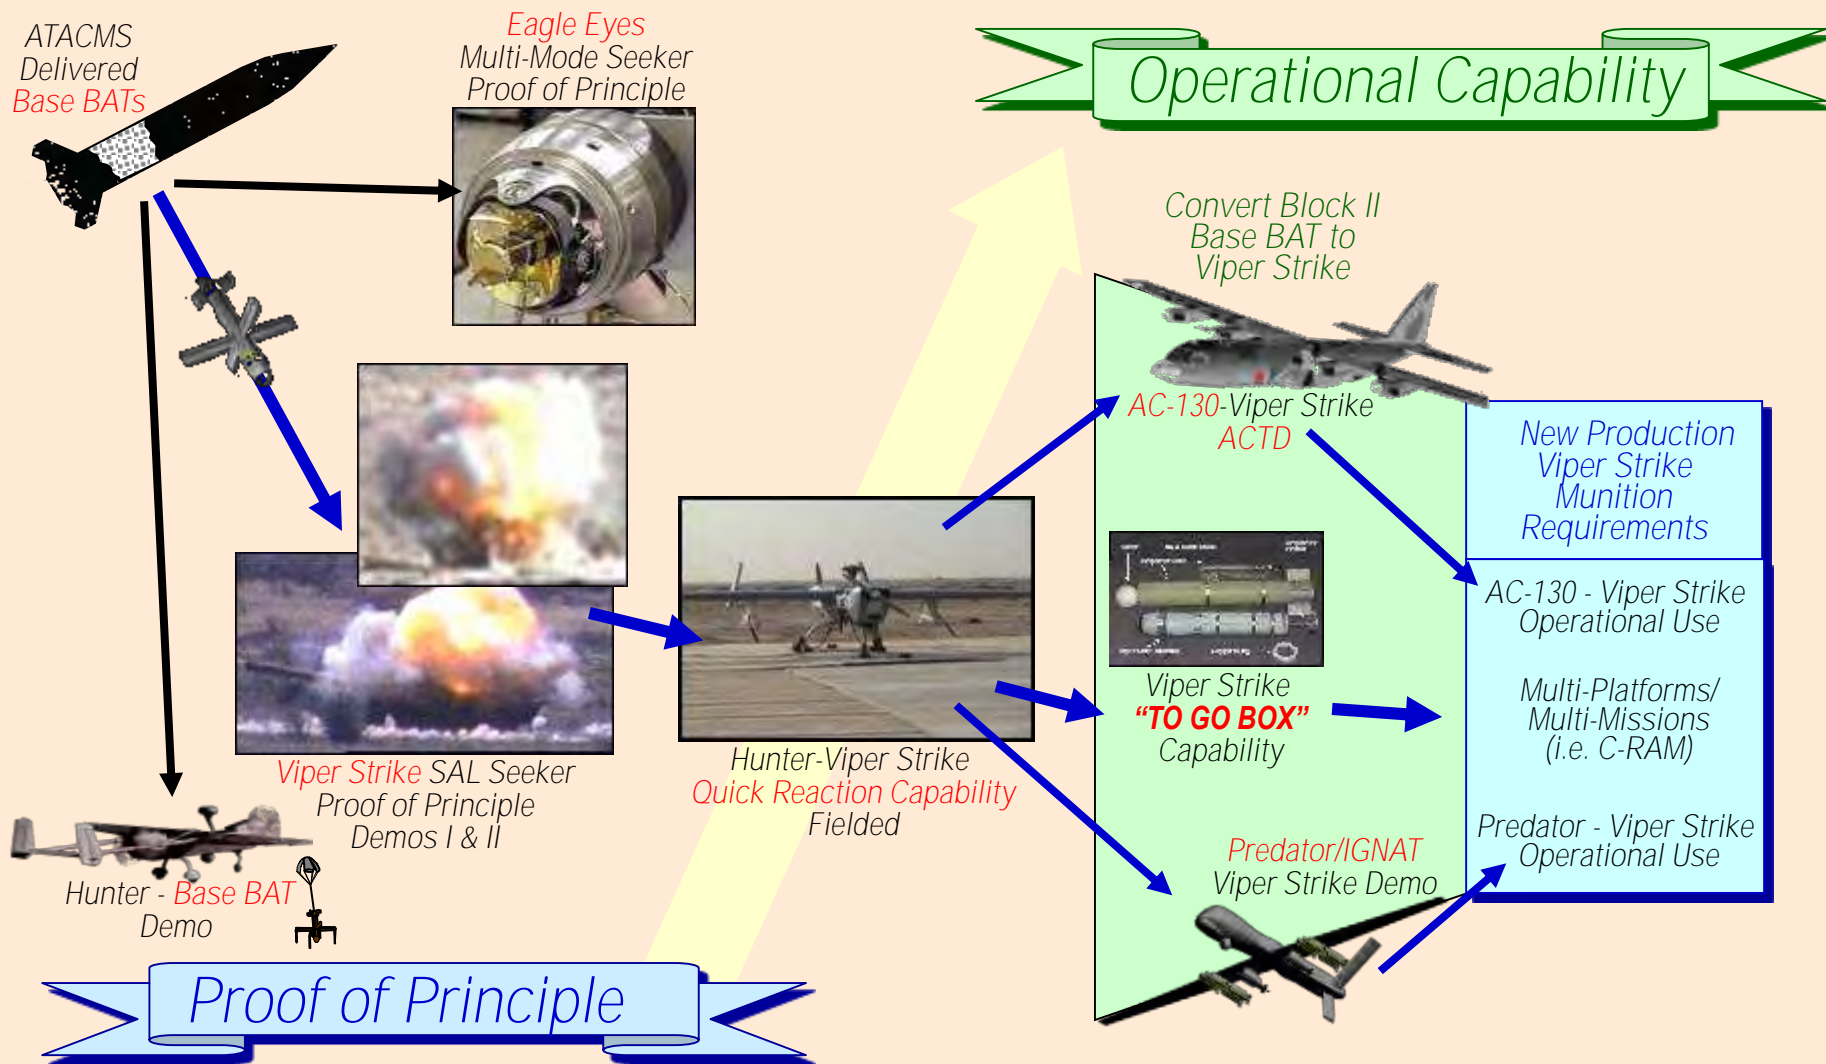 ATACMS
Delivered
Base BATs
Eagle Eyes
Multi-Mode Seeker
Proof of Principle
Operational Capability
Convert Block II
Base BAT to
Viper Strike
AC-130-Viper Strike
ACTD
New Production
Viper Strike
Munition
Requirements
AC-130 - Viper Strike
Operational Use
Multi-Platforms/
Multi-Missions
(i.e. C-RAM)
Predator - Viper Strike
Operational Use
Viper Strike
“TO GO BOX”
Capability
Viper Strike SAL Seeker
Proof of Principle
Demos I & II
Hunter-Viper Strike
Quick Reaction Capability
Fielded
Predator/IGNAT
Viper Strike Demo
Hunter - Base BAT
Demo
Proof of Principle